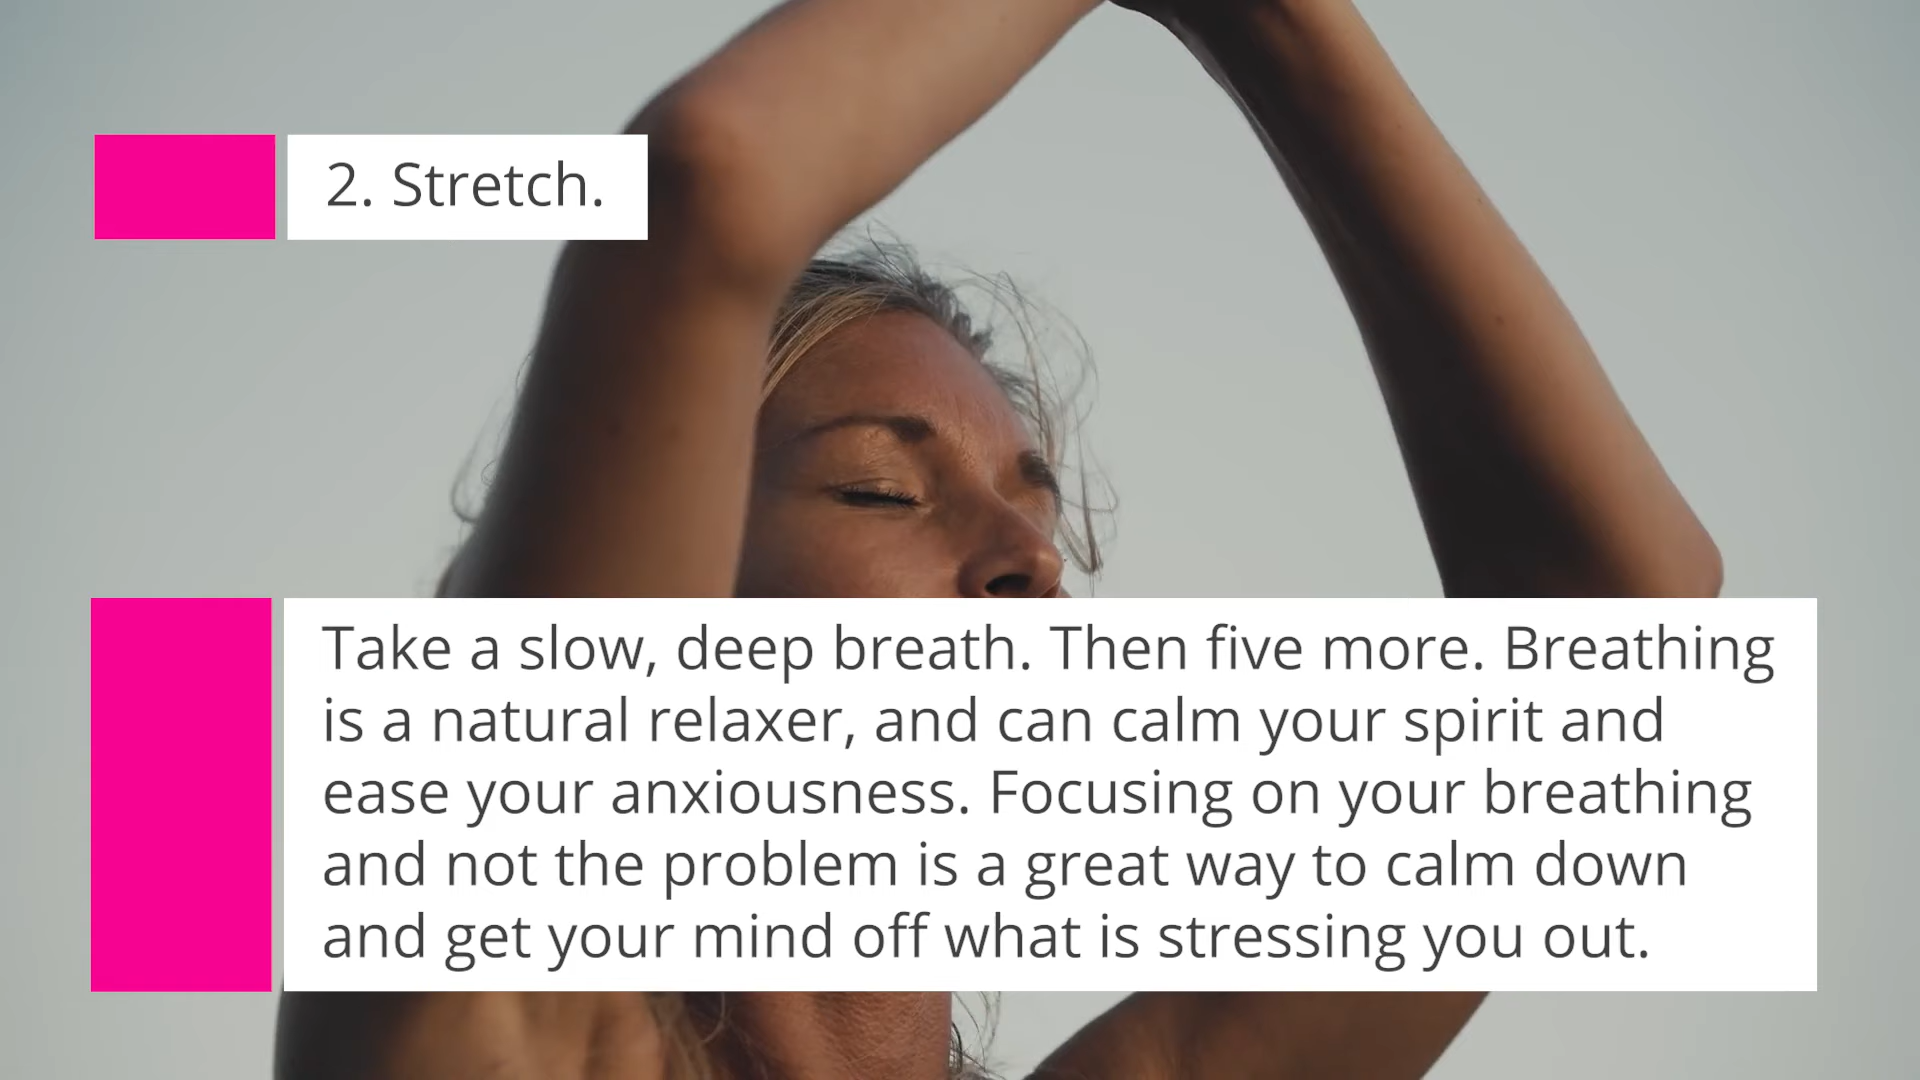 2. Stretch.
Take a slow, deep breath. Then five more. Breathing
is a natural relaxer, and can calm your spirit and
ease your anxiousness. Focusing on your breathing
and not the problem is a great way to calm down
and get your mind off what is stressing you out.